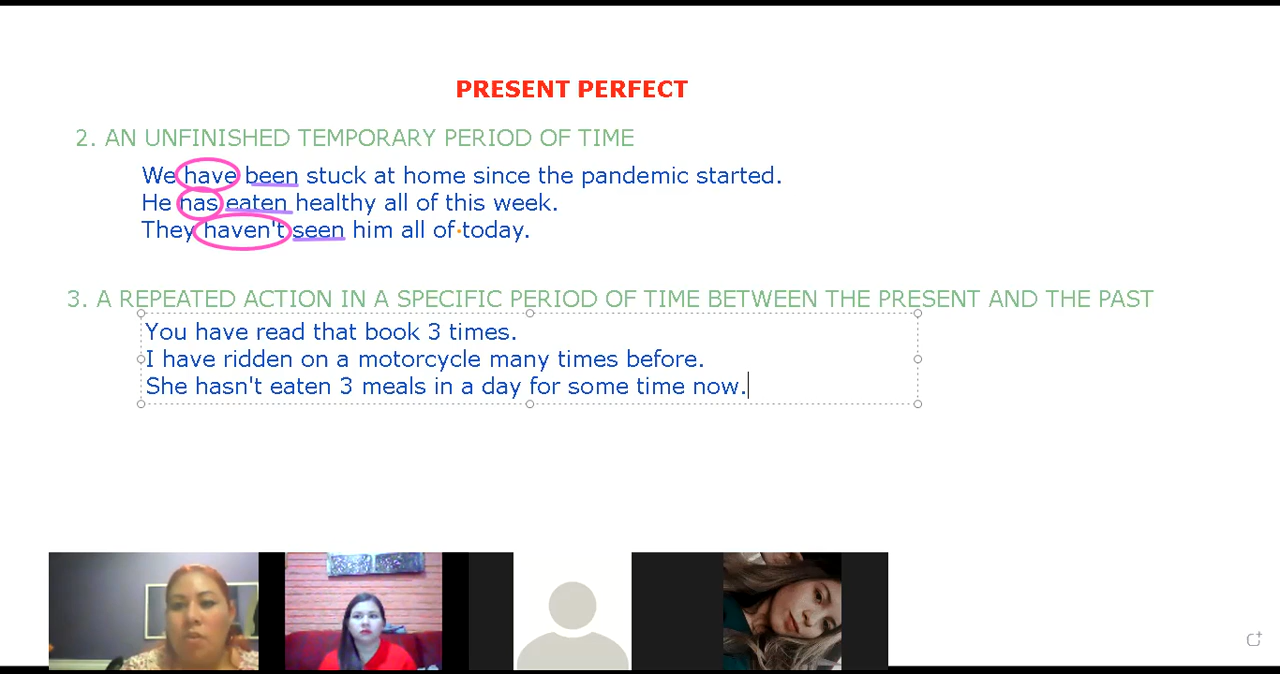 PRESENT PERFECT
2. AN UNFINISHED TEMPORARY PERIOD OF TIME
We have been stuck at home since the pandemic started.
He has eaten healthy all of this week.
They haven't seen him all of today.
3. A REPEATED ACTION IN A SPECIFIC PERIOD OF TIME BETWEEN THE PRESENT AND THE PAST
You have read that book 3 times.
I have ridden on a motorcycle many times before.
She hasn't eaten 3 meals in a day for some time now.